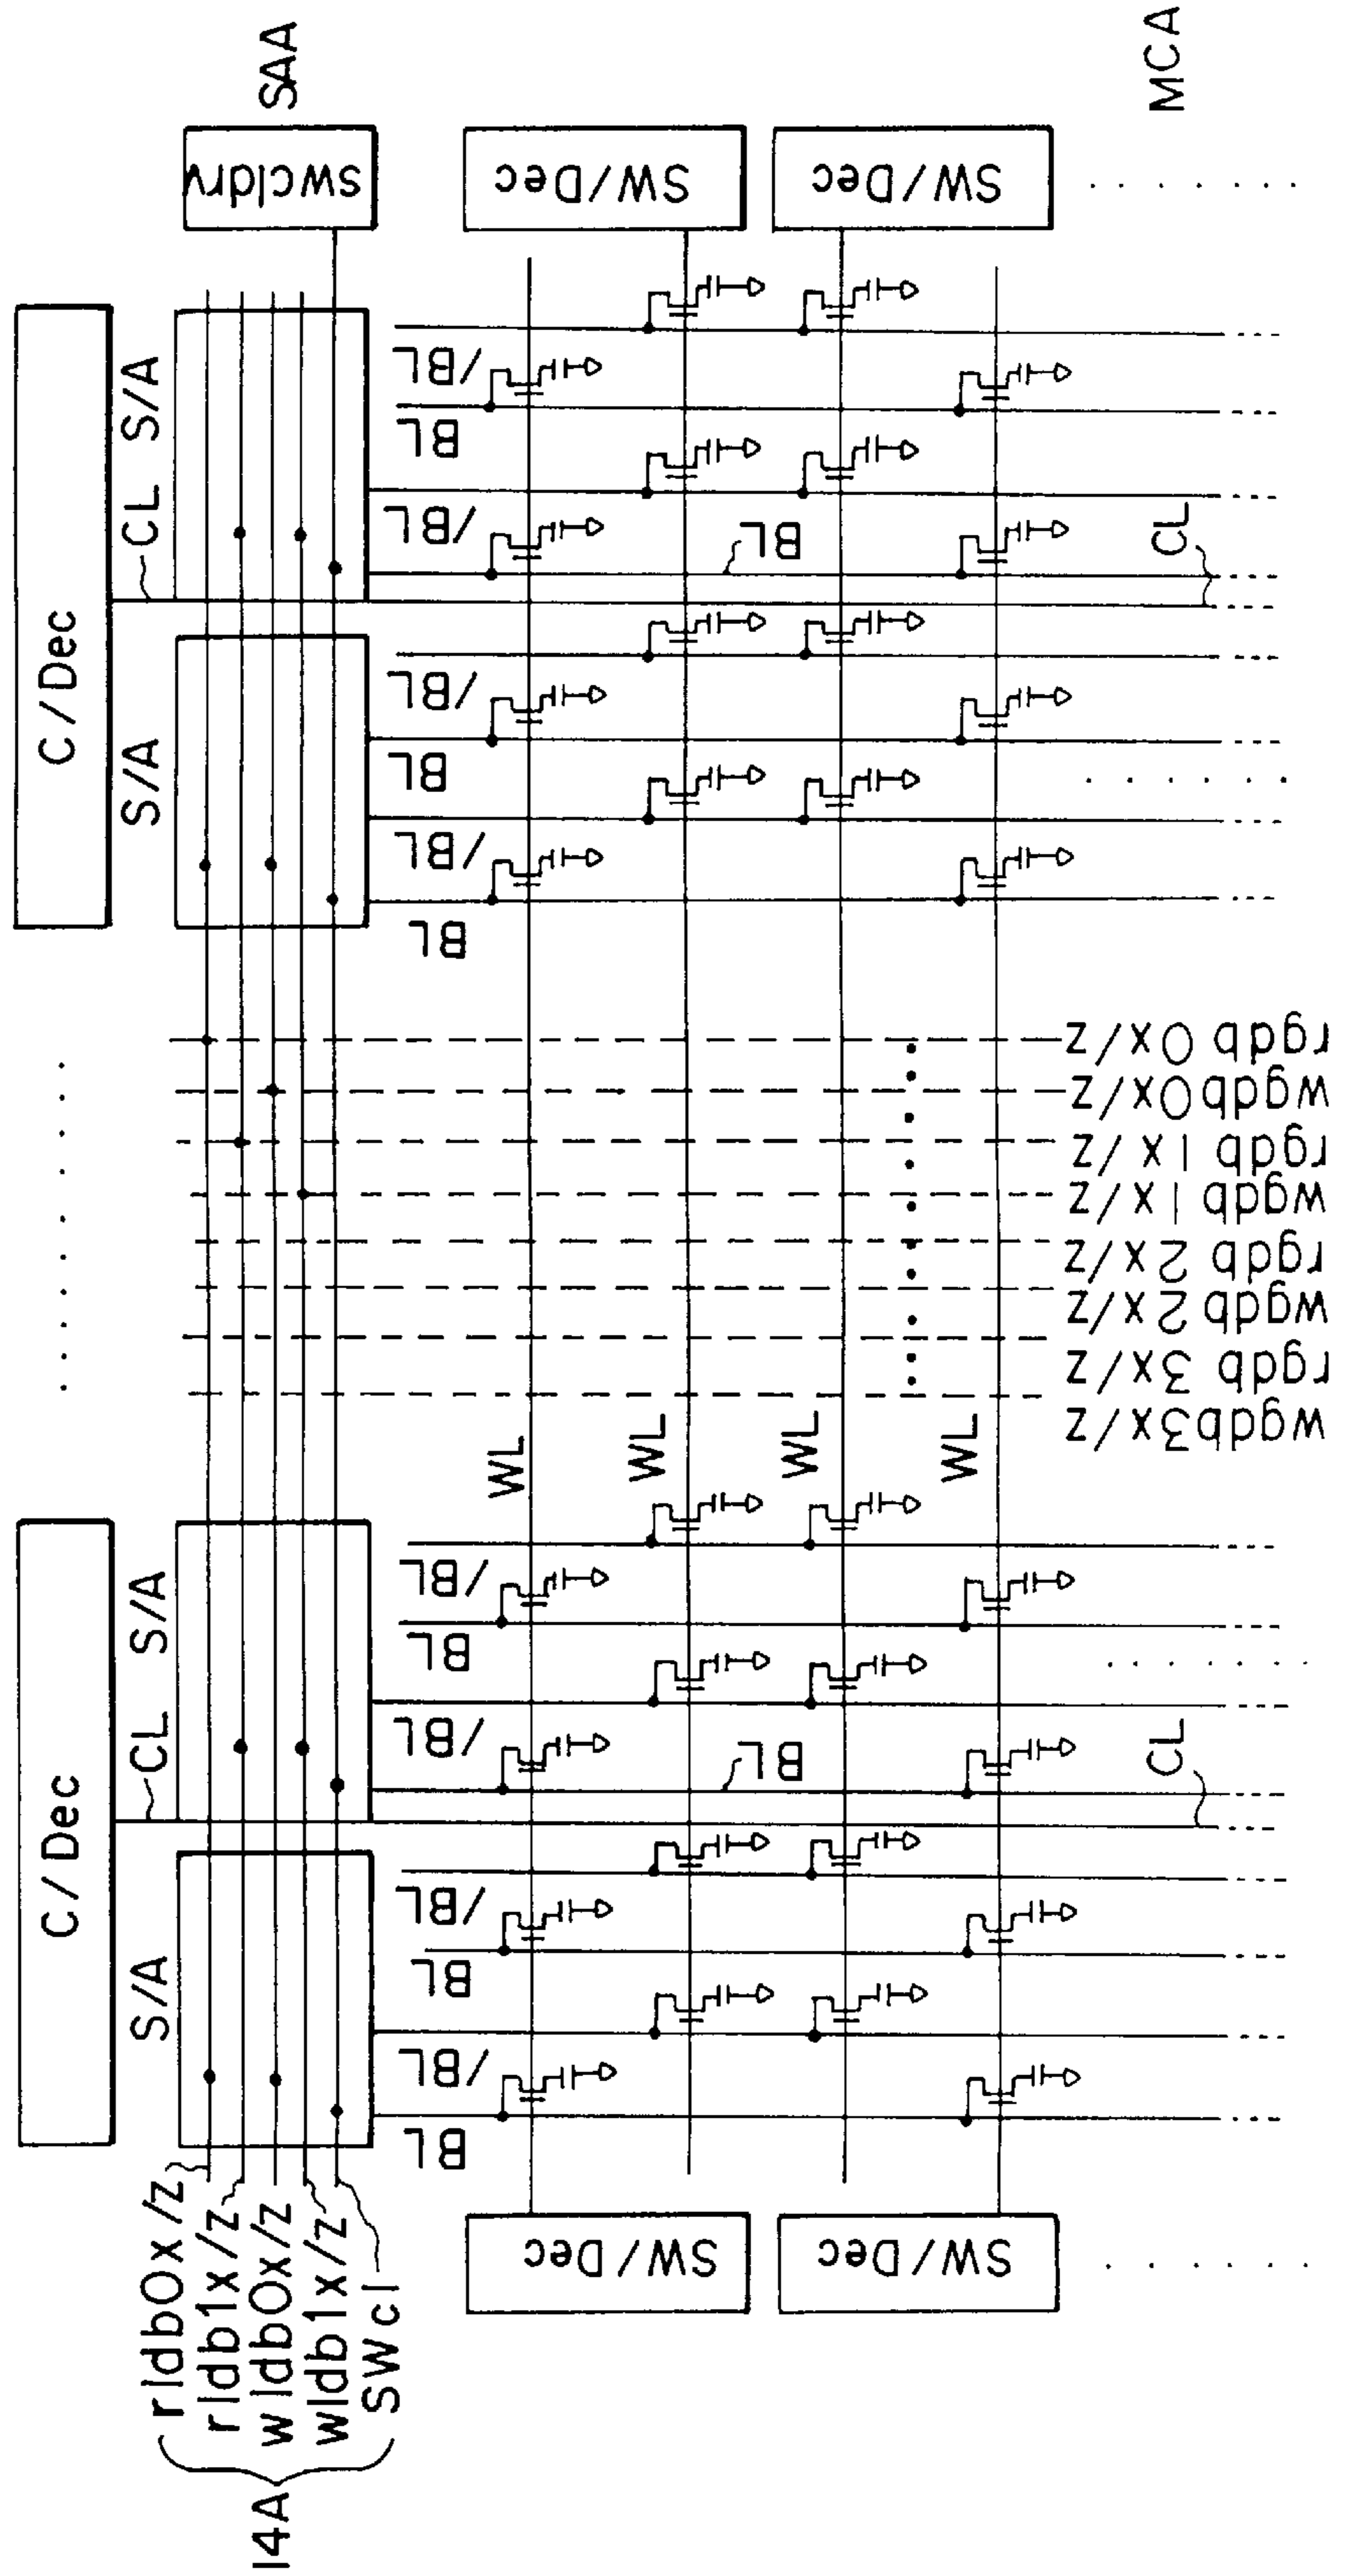 C/Dec
C/Dec
S/A
CL
S/A
S/A
CL
S/A
rldb0x/z
rldb1x/z
wldb0x/z
wldb1x/z
SWcl
14A
swcldrv
SAA
BL
/BL
BL
/BL
/BL
BL
/BL
BL
/BL
BL
/BL
/BL
BL
/BL
SW/Dec
WL
WL
SW/Dec
BL
BL
SW/Dec
WL
WL
SW/Dec
wgdb3x/z
rgdb 3x/z
wgdb 2x/z
rgdb 2x/z
wgdb 1x/z
rgdb 1x/z
wgdb0x/z
rgdb 0x/z
CL
CL
MCA